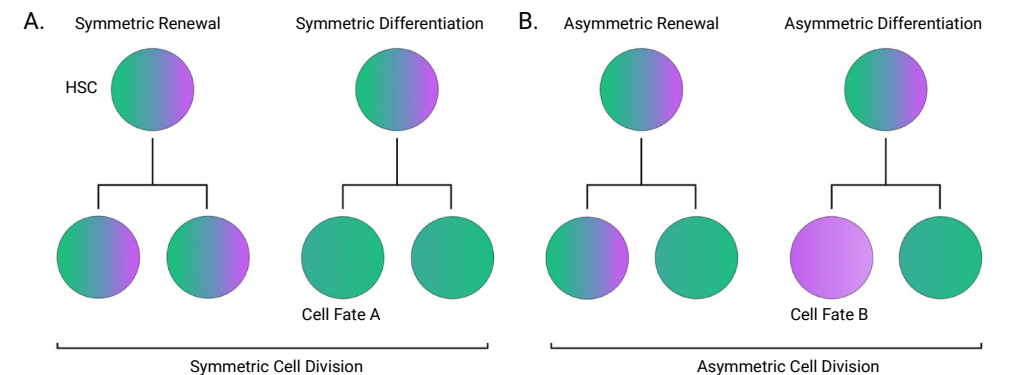 A.
Symmetric Renewal
Symmetric Differentiation
B.
Asymmetric Renewal
Asymmetric Differentiation
HSC
Cell Fate A
Cell Fate B
Symmetric Cell Division
Asymmetric Cell Division